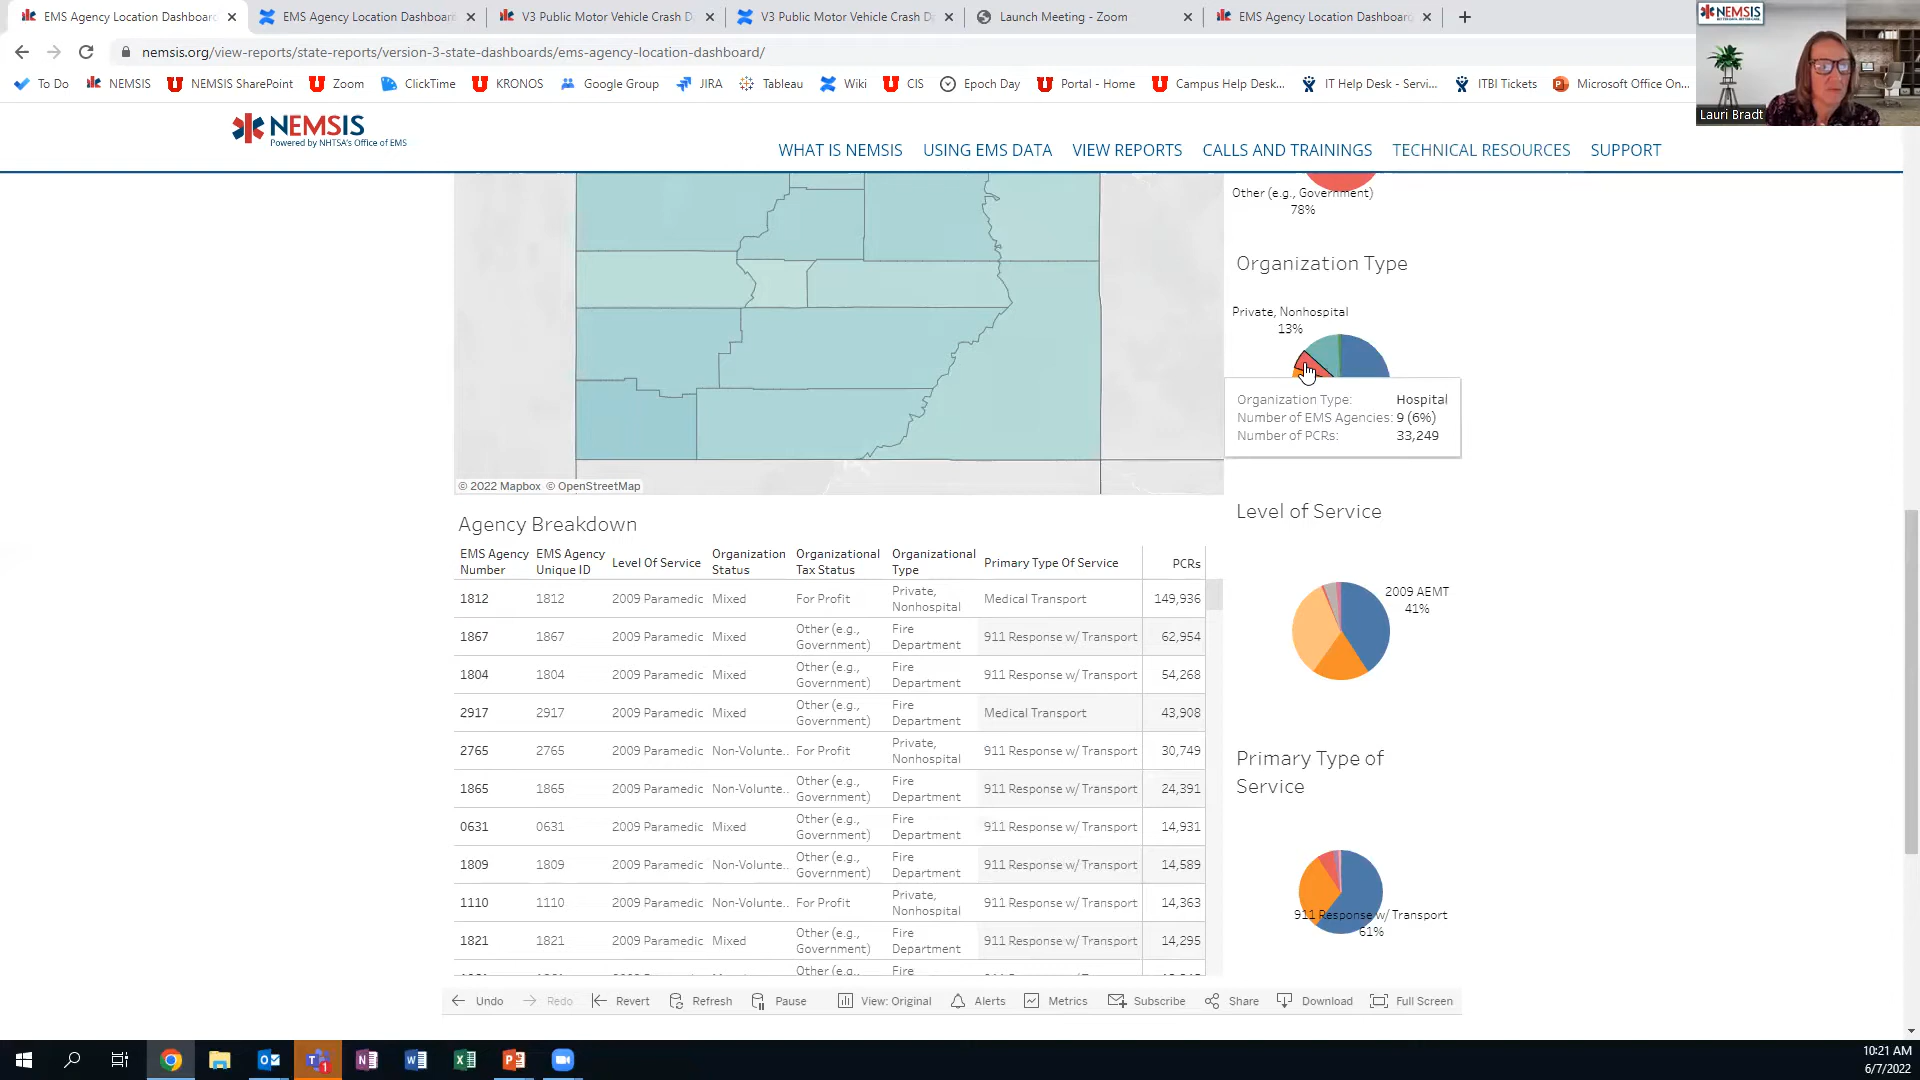 EMS Agency Location Dashboard
EMS Agency Location Dashboard
V3 Public Motor Vehicle Crash D
V3 Public Motor Vehicle Crash D
Launch Meeting - Zoom
EMS Agency Location Dashboard
nemsis.org/view-reports/state-reports/version-3-state-dashboards/ems-agency-location-dashboard/
To Do
NEMSIS
NEMSIS SharePoint
Zoom
ClickTime
KRONOS
Google Group
JIRA
Tableau
Wiki
CIS
Epoch Day
Portal - Home
Campus Help Desk...
IT Help Desk - Servi...
ITBI Tickets
Microsoft Office On...
NEMSIS
Lauri Bradt
NEMSIS
Powered by NHTSA's Office of EMS
WHAT IS NEMSIS USING EMS DATA VIEW REPORTS CALLS AND TRAININGS TECHNICAL RESOURCES SUPPORT
Other (e.g., Government)
78%
Organization Type
Private, Nonhospital
13%
Organization Type: Hospital
Number of EMS Agencies: 9 (6%)
Number of PCRs: 33,249
© 2022 Mapbox © OpenStreetMap
Level of Service
2009 AEMT
41%
Primary Type of
Service
911 Response w/ Transport
61%
Agency Breakdown
EMS Agency Number EMS Agency Unique ID Level Of Service Organization Status Organizational Tax Status Organizational Type Primary Type Of Service PCRs
1812 1812 2009 Paramedic Mixed For Profit Private, Nonhospital Medical Transport 149,936
1867 1867 2009 Paramedic Mixed Other (e.g., Government) Fire Department 911 Response w/ Transport 62,954
1804 1804 2009 Paramedic Mixed Other (e.g., Government) Fire Department 911 Response w/ Transport 54,268
2917 2917 2009 Paramedic Mixed Other (e.g., Government) Fire Department Medical Transport 43,908
2765 2765 2009 Paramedic Non-Volunte.. For Profit Private, Nonhospital 911 Response w/ Transport 30,749
1865 1865 2009 Paramedic Non-Volunte.. Other (e.g., Government) Fire Department 911 Response w/ Transport 24,391
0631 0631 2009 Paramedic Mixed Other (e.g., Government) Fire Department 911 Response w/ Transport 14,931
1809 1809 2009 Paramedic Non-Volunte.. Other (e.g., Government) Fire Department 911 Response w/ Transport 14,589
1110 1110 2009 Paramedic Non-Volunte.. For Profit Private, Nonhospital 911 Response w/ Transport 14,363
1821 1821 2009 Paramedic Mixed Other (e.g., Government) Fire Department 911 Response w/ Transport 14,295
Other (e.g. Fire
Undo Redo Revert Refresh Pause View: Original Alerts Metrics Subscribe Share Download Full Screen
10:21 AM
6/7/2022